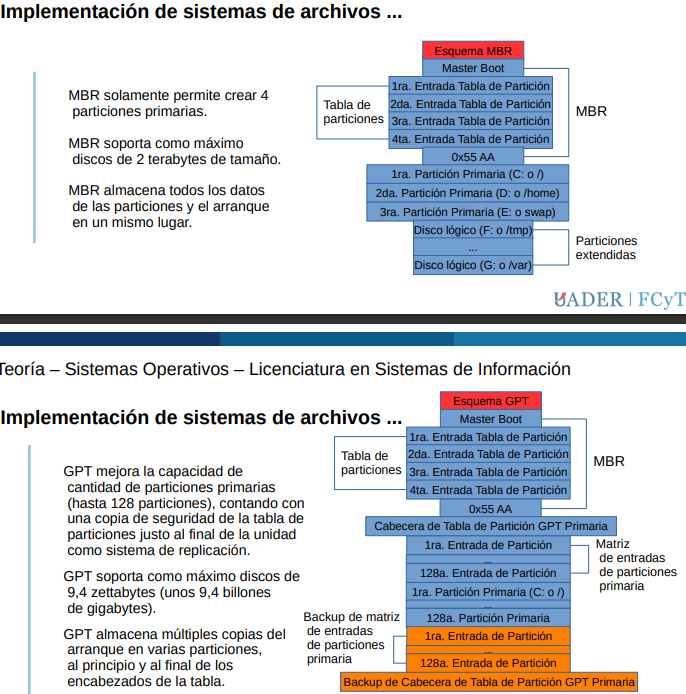 Implementación de sistemas de archivos ...
MBR solamente permite crear 4
particiones primarias.
MBR soporta como máximo
discos de 2 terabytes de tamaño.
MBR almacena todos los datos
de las particiones y el arranque
en un mismo lugar.
Esquema MBR
Master Boot
1ra. Entrada Tabla de Partición
2da. Entrada Tabla de Partición
3ra. Entrada Tabla de Partición
4ta. Entrada Tabla de Partición
0x55 AA
1ra. Partición Primaria (C: o /)
2da. Partición Primaria (D: o /home)
3ra. Partición Primaria (E: o swap)
Disco lógico (F: o /tmp)
...
Disco lógico (G: o /var)
Tabla de
particiones
MBR
Particiones
extendidas
UADER | FCyT
Teoría – Sistemas Operativos – Licenciatura en Sistemas de Información
Implementación de sistemas de archivos ...
GPT mejora la capacidad de
cantidad de particiones primarias
(hasta 128 particiones), contando con
una copia de seguridad de la tabla de
particiones justo al final de la unidad
como sistema de replicación.
GPT soporta como máximo discos de
9,4 zettabytes (unos 9,4 billones
de gigabytes).
GPT almacena múltiples copias del
arranque en varias particiones,
al principio y al final de los
encabezados de la tabla.
Esquema GPT
Master Boot
1ra. Entrada Tabla de Partición
2da. Entrada Tabla de Partición
3ra. Entrada Tabla de Partición
4ta. Entrada Tabla de Partición
0x55 AA
Cabecera de Tabla de Partición GPT Primaria
1ra. Entrada de Partición
...
128a. Entrada de Partición
1ra. Partición Primaria (C: o /)
...
128a. Partición Primaria
1ra. Entrada de Partición
...
128a. Entrada de Partición
Backup de Cabecera de Tabla de Partición GPT Primaria
Tabla de
particiones
MBR
Matriz
de entradas
de particiones
primaria
Backup de matriz
de entradas
de particiones
primaria